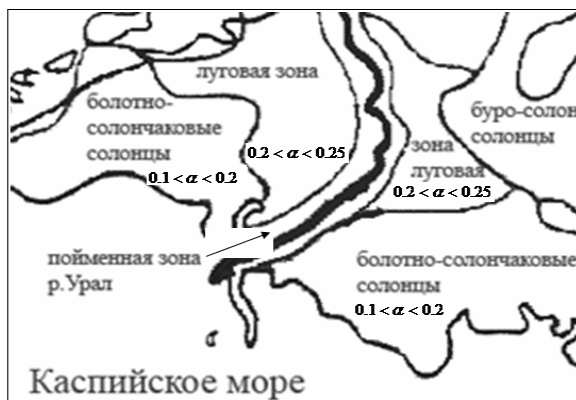 луговая зона
болотно-
солончаковые
солонцы
0.1 < α < 0.2
0.2 < α < 0.25
буро-солон
солонцы
зона
луговая
0.2 < α < 0.25
пойменная зона
р.Урал
болотно-солончаковые
солонцы
0.1 < α < 0.2
Каспийское море